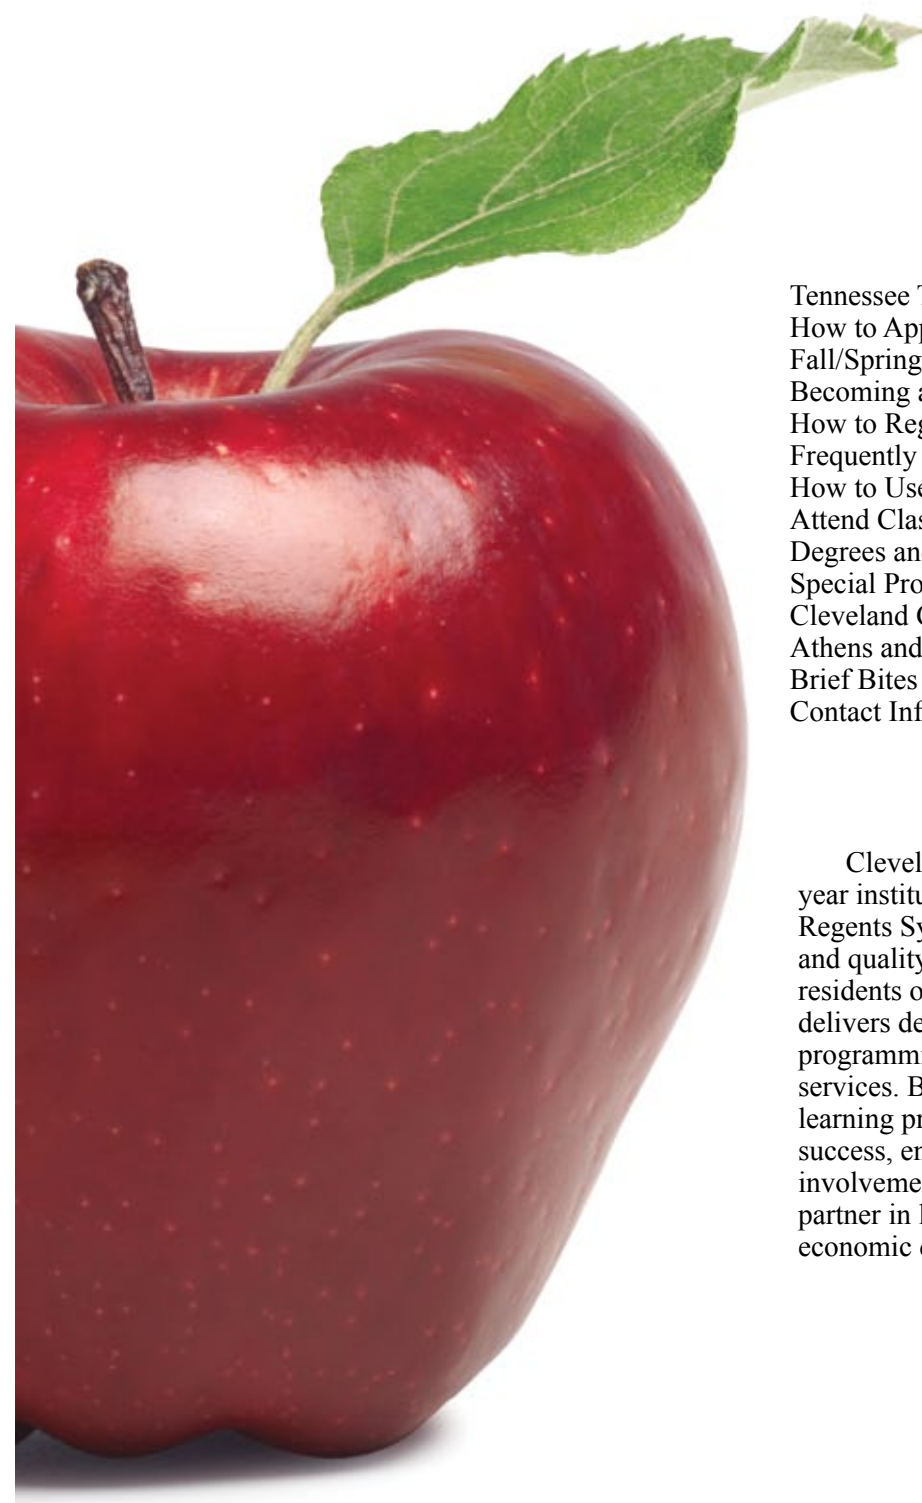 Tennessee
How to App
Fall/Spring
Becoming a
How to Reg
Frequently
How to Use
Attend Clas
Degrees an
Special Pro
Cleveland
Athens and
Brief Bites
Contact Inf
Clevel
year institu
Regents Sy
and quality
residents o
delivers de
programmi
services. B
learning pr
success, en
involveme
partner in
economic